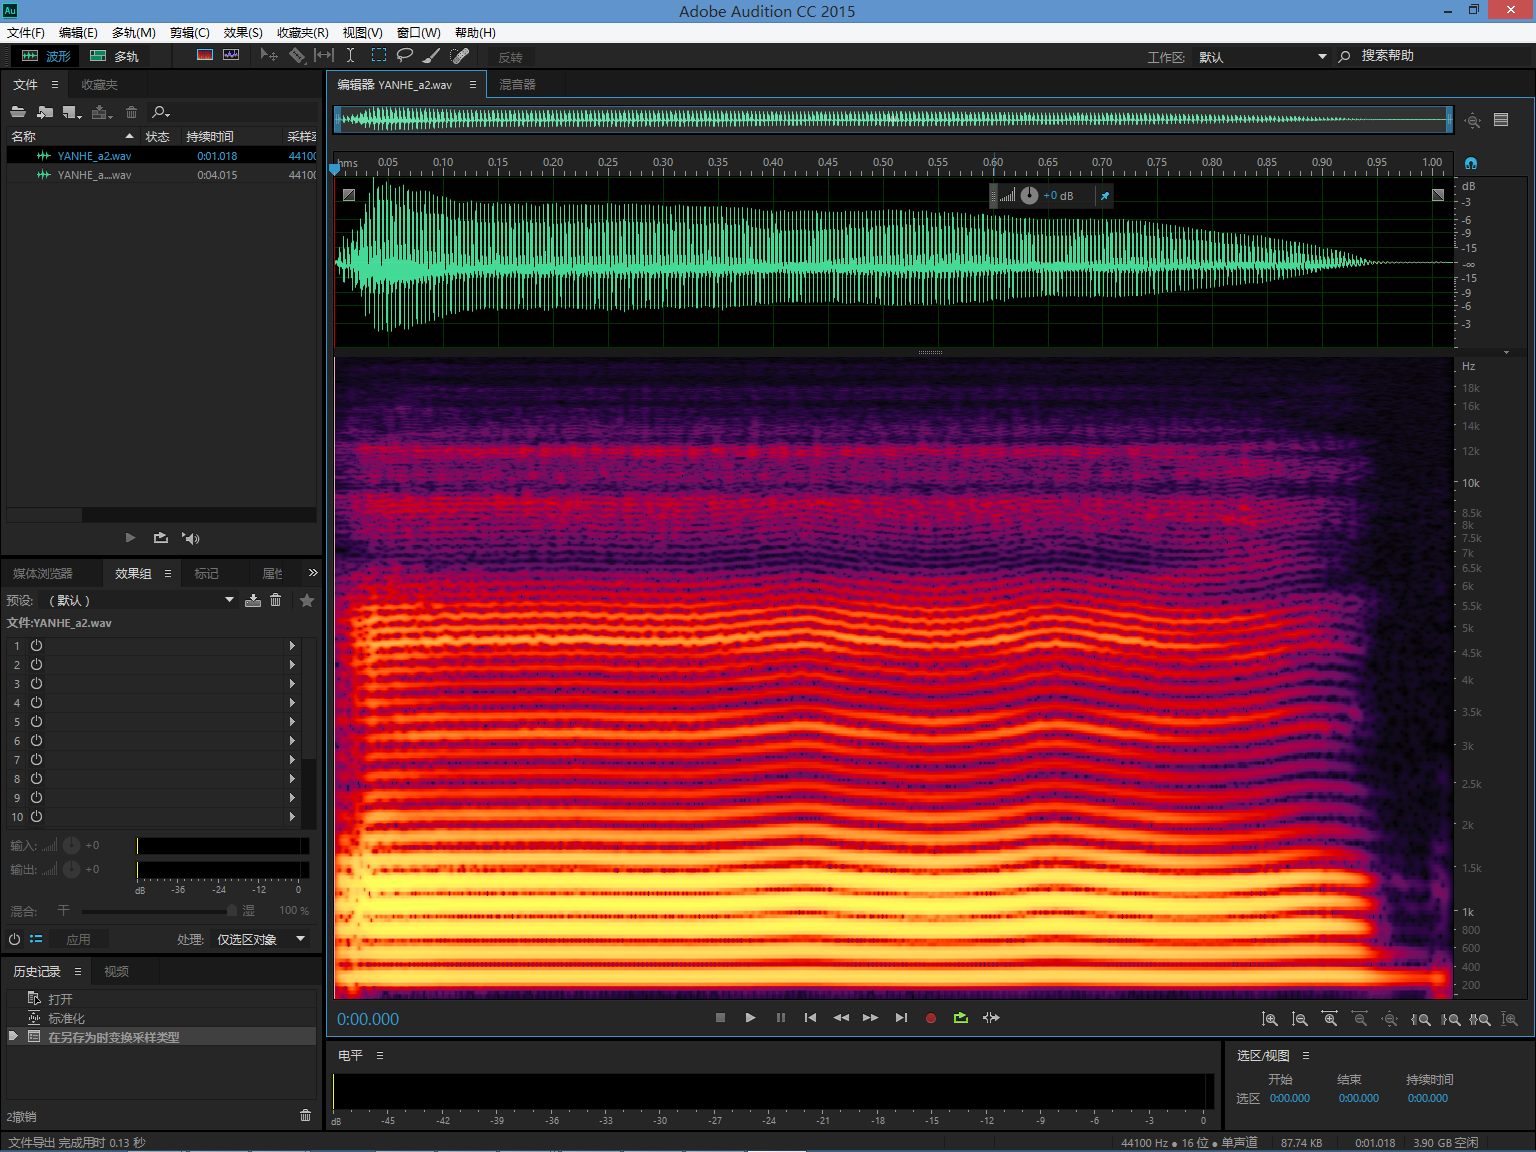 Au
Adobe Audition CC 2015
文件(F) 编辑(E) 多轨(M) 剪辑(C) 效果(S) 收藏夹(R) 视图(V) 窗口(W) 帮助(H)
波形 多轨 反转 工作区: 默认 搜索帮助
文件 收藏夹
编辑器: YANHE_a2.wav 混音器
名称 状态 持续时间 采样率
YANHE_a2.wav 0:01.018 44100
YANHE_a....wav 0:04.015 44100
hms 0.05 0.10 0.15 0.20 0.25 0.30 0.35 0.40 0.45 0.50 0.55 0.60 0.65 0.70 0.75 0.80 0.85 0.90 0.95 1.00
+0 dB
dB
-3
-6
-9
-15
-∞
-15
-9
-6
-3
Hz
18k
16k
14k
12k
10k
8.5k
8k
7.5k
7k
6.5k
6k
5.5k
5k
4.5k
4k
3.5k
3k
2.5k
2k
1.5k
1k
800
600
400
200
媒体浏览器 效果组 标记 属性
预设: （默认）
文件:YANHE_a2.wav
1
2
3
4
5
6
7
8
9
10
输入: +0
输出: +0
dB -36 -24 -12 0
混合: 干 湿 100 %
应用 处理: 仅选区对象
历史记录 视频
打开
标准化
在另存为时变换采样类型
2撤销
0:00.000
电平
dB -45 -42 -39 -36 -33 -30 -27 -24 -21 -18 -15 -12 -9 -6 -3 0
选区/视图
开始 结束 持续时间
选区 0:00.000 0:00.000 0:00.000
文件导出 完成用时 0.13 秒
44100 Hz ● 16 位 ● 单声道 87.74 KB 0:01.018 3.90 GB 空闲